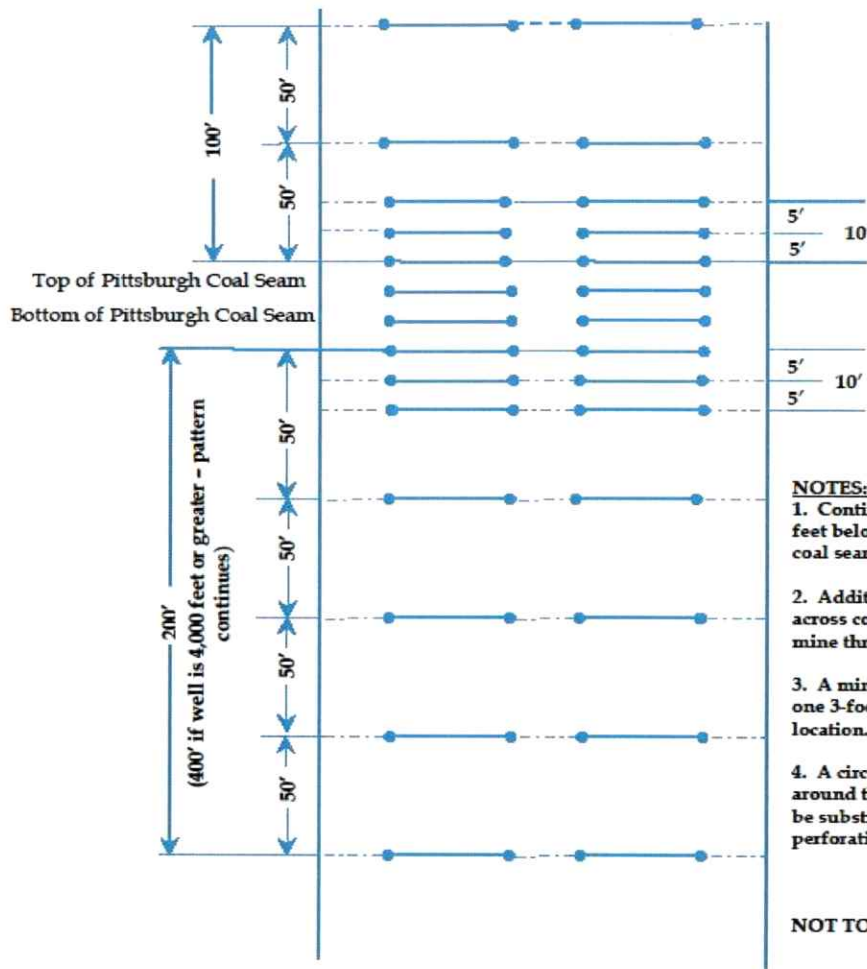 100'
50'
50'
5'
10
5'
Top of Pittsburgh Coal Seam
Bottom of Pittsburgh Coal Seam
5'
10'
5'
200'
(400' if well is 4,000 feet or greater – pattern
continues)
50'
50'
50'
50'
NOTES:
1. Conti
feet belo
coal sear
2. Addit
across co
mine thr
3. A min
one 3-foo
location.
4. A circ
around t
be subst
perforati
NOT TO